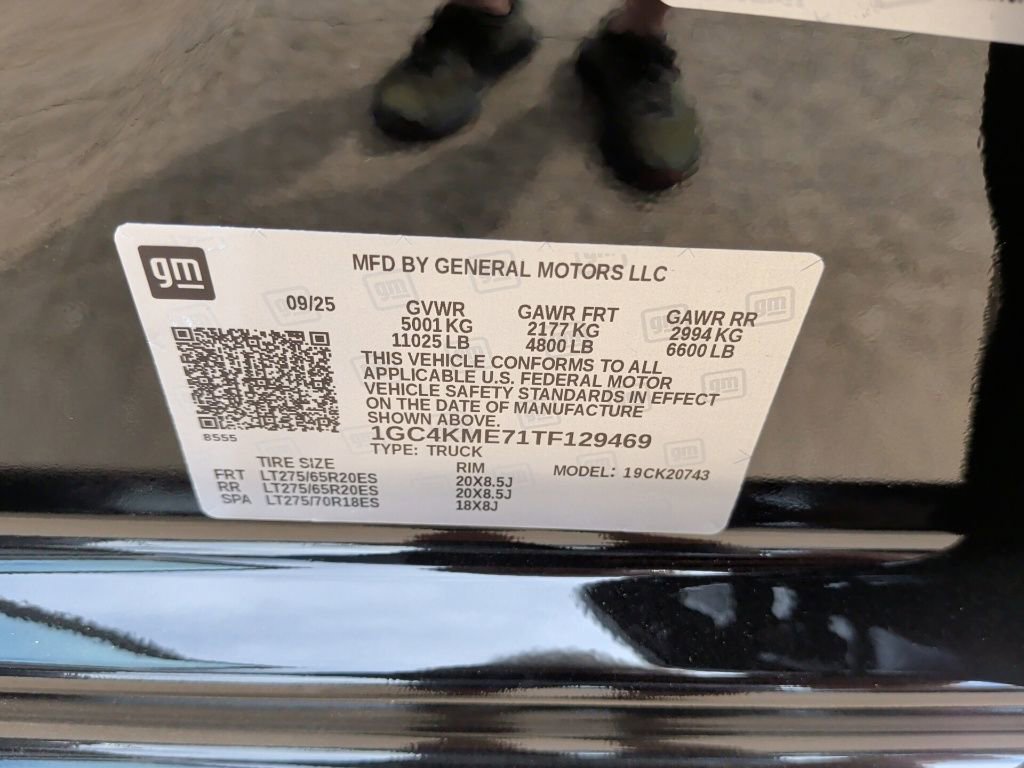 gm
MFD BY GENERAL MOTORS LLC
09/25 GVWR GAWR FRT GAWR RR
5001 KG 2177 KG 2994 KG
11025 LB 4800 LB 6600 LB
THIS VEHICLE CONFORMS TO ALL
APPLICABLE U.S. FEDERAL MOTOR
VEHICLE SAFETY STANDARDS IN EFFECT
ON THE DATE OF MANUFACTURE
SHOWN ABOVE.
8S55
1GC4KME71TF129469
TYPE: TRUCK
TIRE SIZE RIM MODEL: 19CK20743
FRT LT275/65R20ES 20X8.5J
RR LT275/65R20ES 20X8.5J
SPA LT275/70R18ES 18X8J